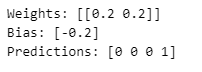 Weights: [[0.2 0.2]]
Bias: [-0.2]
Predictions: [0 0 0 1]